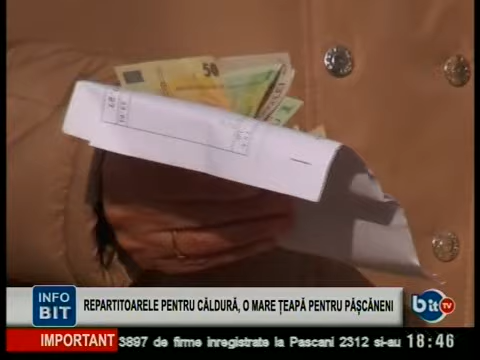 50
INFO
BIT
REPARTITOARELE PENTRU CĂLDURĂ, O MARE ȚEAPĂ PENTRU PĂȘCĂNENI
bit TV
IMPORTANT 3897 de firme inregistrate la Pascani 2312 si-au 18:46